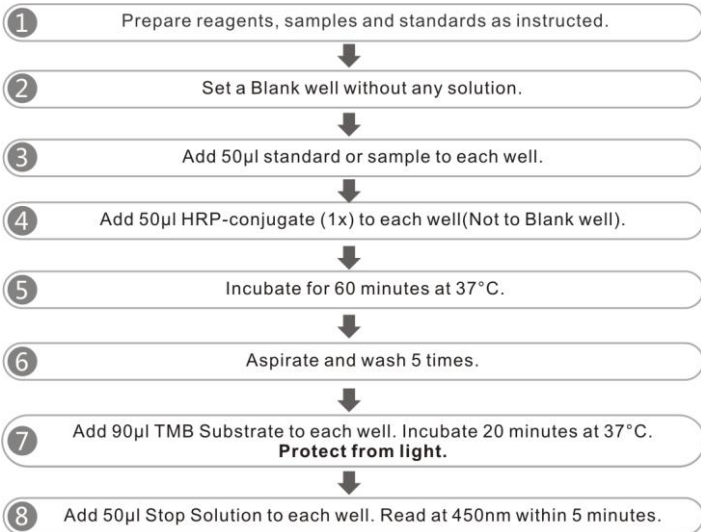 1 Prepare reagents, samples and standards as instructed.
2 Set a Blank well without any solution.
3 Add 50µl standard or sample to each well.
4 Add 50µl HRP-conjugate (1x) to each well(Not to Blank well).
5 Incubate for 60 minutes at 37°C.
6 Aspirate and wash 5 times.
7 Add 90µl TMB Substrate to each well. Incubate 20 minutes at 37°C.
Protect from light.
8 Add 50µl Stop Solution to each well. Read at 450nm within 5 minutes.